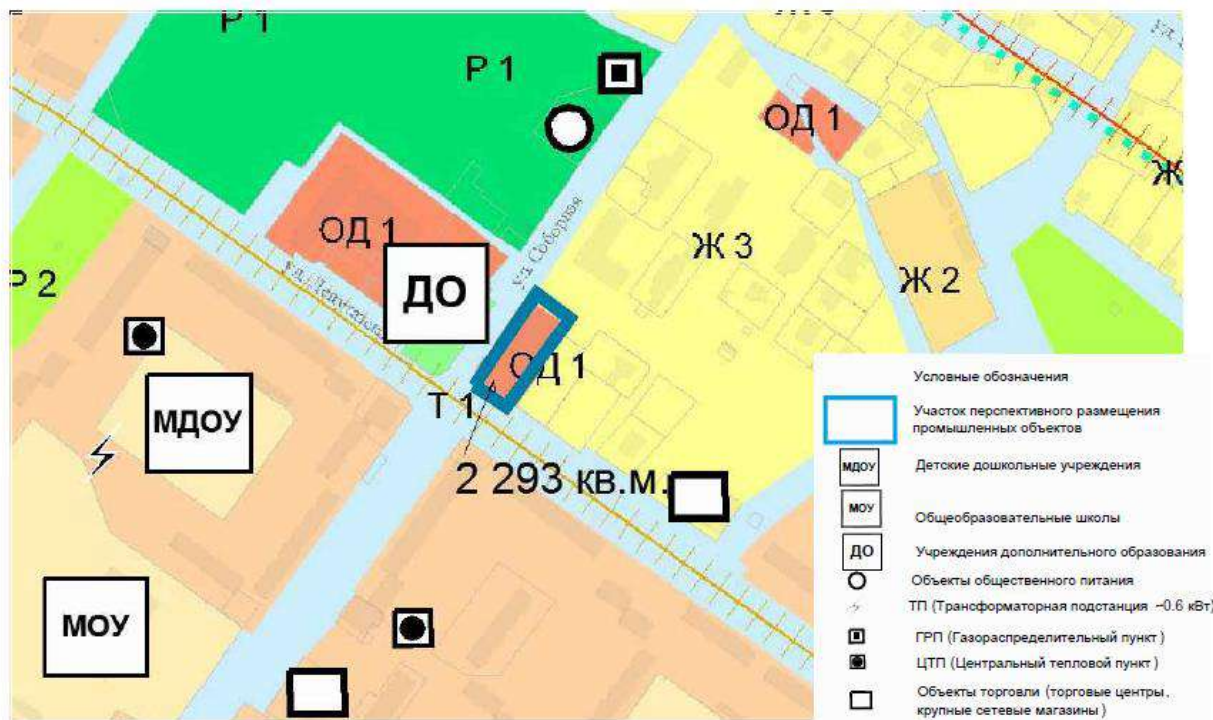 Р 1
Р 1
ОД 1
Ж
ОД 1
ул. Соборная
Ж 3
Ж 2
Р 2
ДО
ОД 1
Т 1
МДОУ
2 293 кв.м.
МОУ
Условные обозначения
Участок перспективного размещения
промышленных объектов
МДОУ Детские дошкольные учреждения
МОУ Общеобразовательные школы
ДО Учреждения дополнительного образования
Объекты общественного питания
ТП (Трансформаторная подстанция ~0.6 кВт)
ГРП (Газораспределительный пункт )
ЦТП (Центральный тепловой пункт )
Объекты торговли (торговые центры,
крупные сетевые магазины )